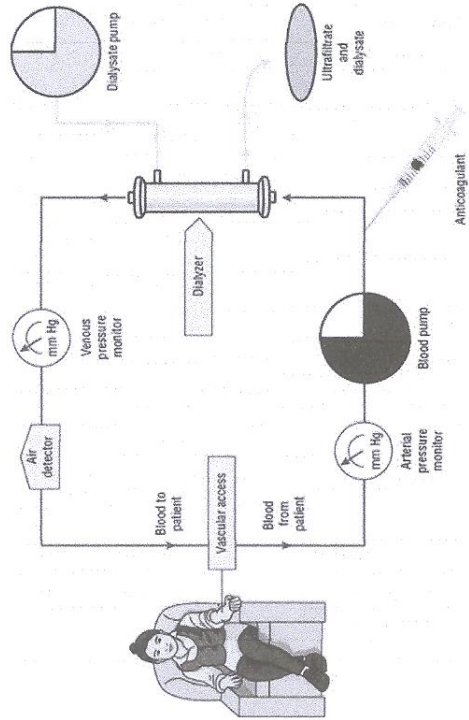 Dialysate pump
Ultrafiltrate
and
dialysate
Dialyzer
mm Hg
Venous
pressure
monitor
Air
detector
Blood to
patient
Vascular access
Blood
from
patient
mm Hg
Arterial
pressure
monitor
Blood pump
Anticoagulant